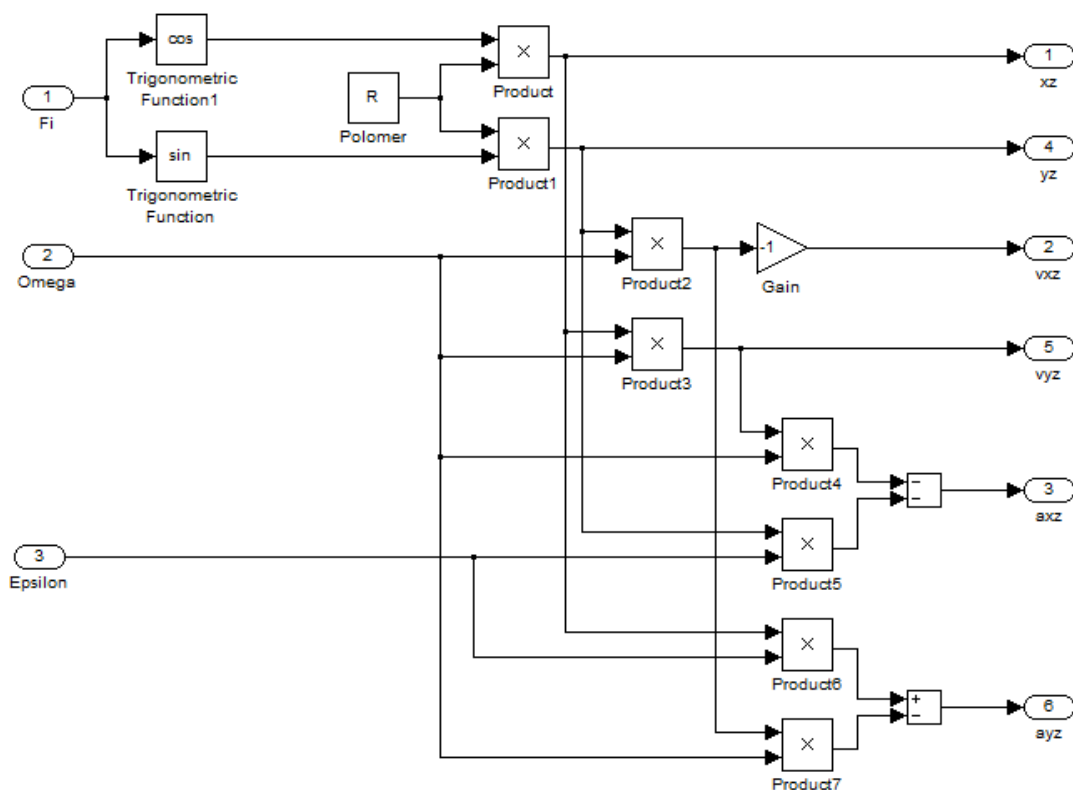 cos
Trigonometric
Function1
1
Fi
sin
Trigonometric
Function
R
Polomer
×
Product
×
Product1
1
xz
4
yz
2
Omega
×
Product2
-1
Gain
2
vxz
×
Product3
5
vyz
×
Product4
−
−
3
axz
3
Epsilon
×
Product5
×
Product6
+
−
6
ayz
×
Product7